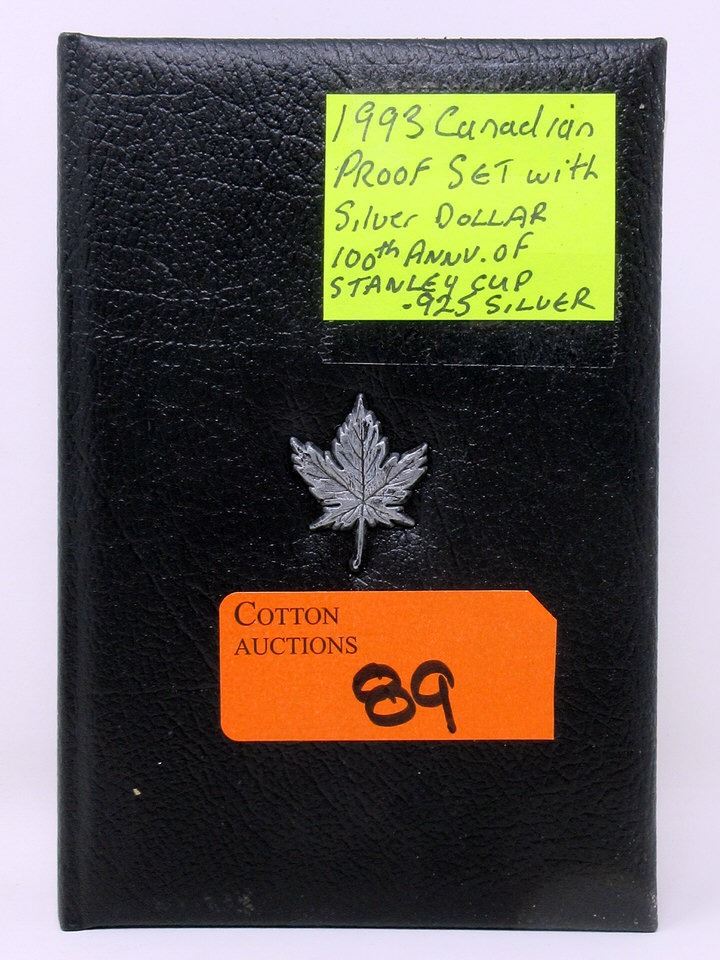 1993 Canadian
PROOF SET with
Silver DOLLAR
100th ANNV. OF
STANLEY CUP
.925 SILVER
COTTON
AUCTIONS
89